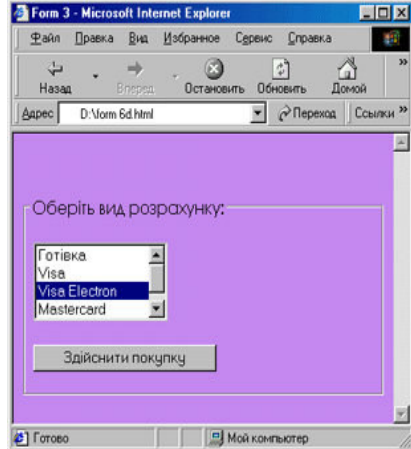 Form 3 - Microsoft Internet Explorer
Файл Правка Вид Избранное Сервис Справка
Назад Вперед Остановить Обновить Домой »
Адрес D:\form 6d.html Переход Ссылки »
Оберіть вид розрахунку:
Готівка
Visa
Visa Electron
Mastercard
Здійснити покупку
Готово Мой компьютер